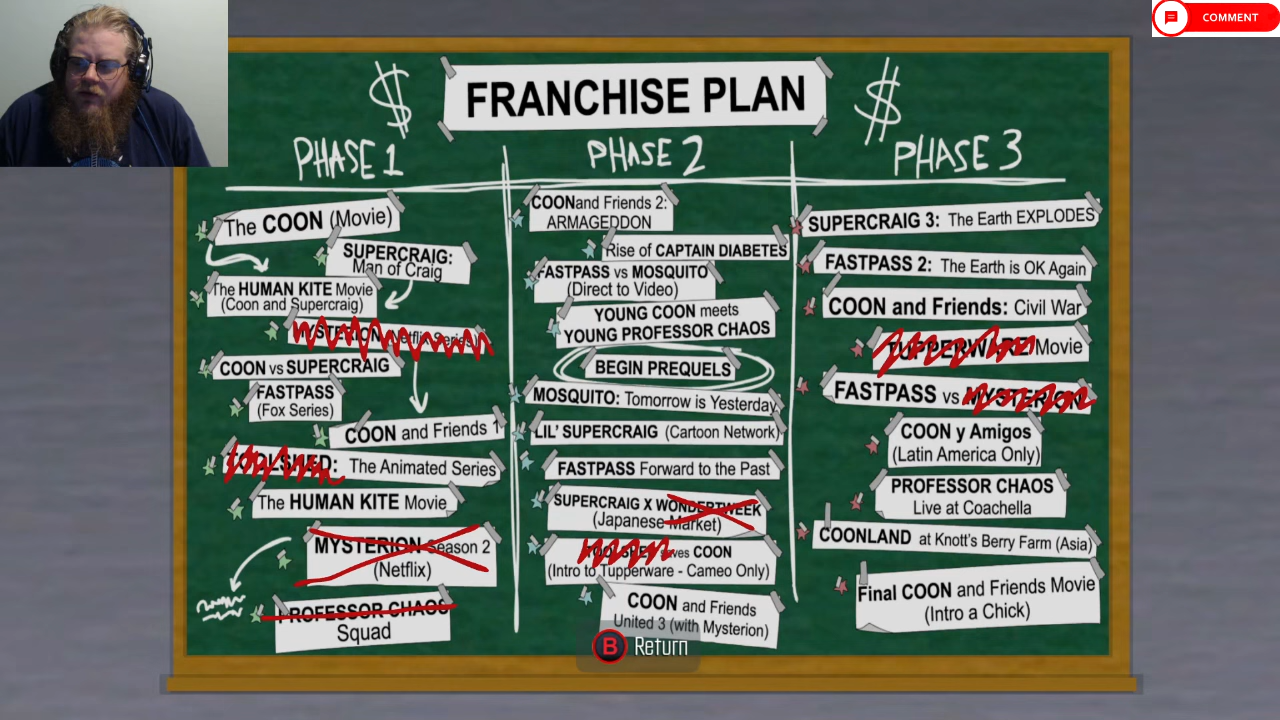 COMMENT
$ FRANCHISE PLAN $
PHASE 1
The COON (Movie)
SUPERCRAIG:
Man of Craig
The HUMAN KITE Movie
(Coon and Supercraig)
MYSTERION (Netflix Series)
COON vs SUPERCRAIG
FASTPASS
(Fox Series)
COON and Friends 1
TOOLSHED: The Animated Series
The HUMAN KITE Movie
MYSTERION Season 2
(Netflix)
PROFESSOR CHAOS
Squad
PHASE 2
COON and Friends 2:
ARMAGEDDON
Rise of CAPTAIN DIABETES
FASTPASS vs MOSQUITO
(Direct to Video)
YOUNG COON meets
YOUNG PROFESSOR CHAOS
BEGIN PREQUELS
MOSQUITO: Tomorrow is Yesterday
LIL' SUPERCRAIG (Cartoon Network)
FASTPASS Forward to the Past
SUPERCRAIG X WONDERTWEEK
(Japanese Market)
TOOLSHED saves COON
(Intro to Tupperware - Cameo Only)
COON and Friends
United 3 (with Mysterion)
PHASE 3
SUPERCRAIG 3: The Earth EXPLODES
FASTPASS 2: The Earth is OK Again
COON and Friends: Civil War
TUPPERWARE Movie
FASTPASS vs MYSTERION
COON y Amigos
(Latin America Only)
PROFESSOR CHAOS
Live at Coachella
COONLAND at Knott's Berry Farm (Asia)
Final COON and Friends Movie
(Intro a Chick)
B Return